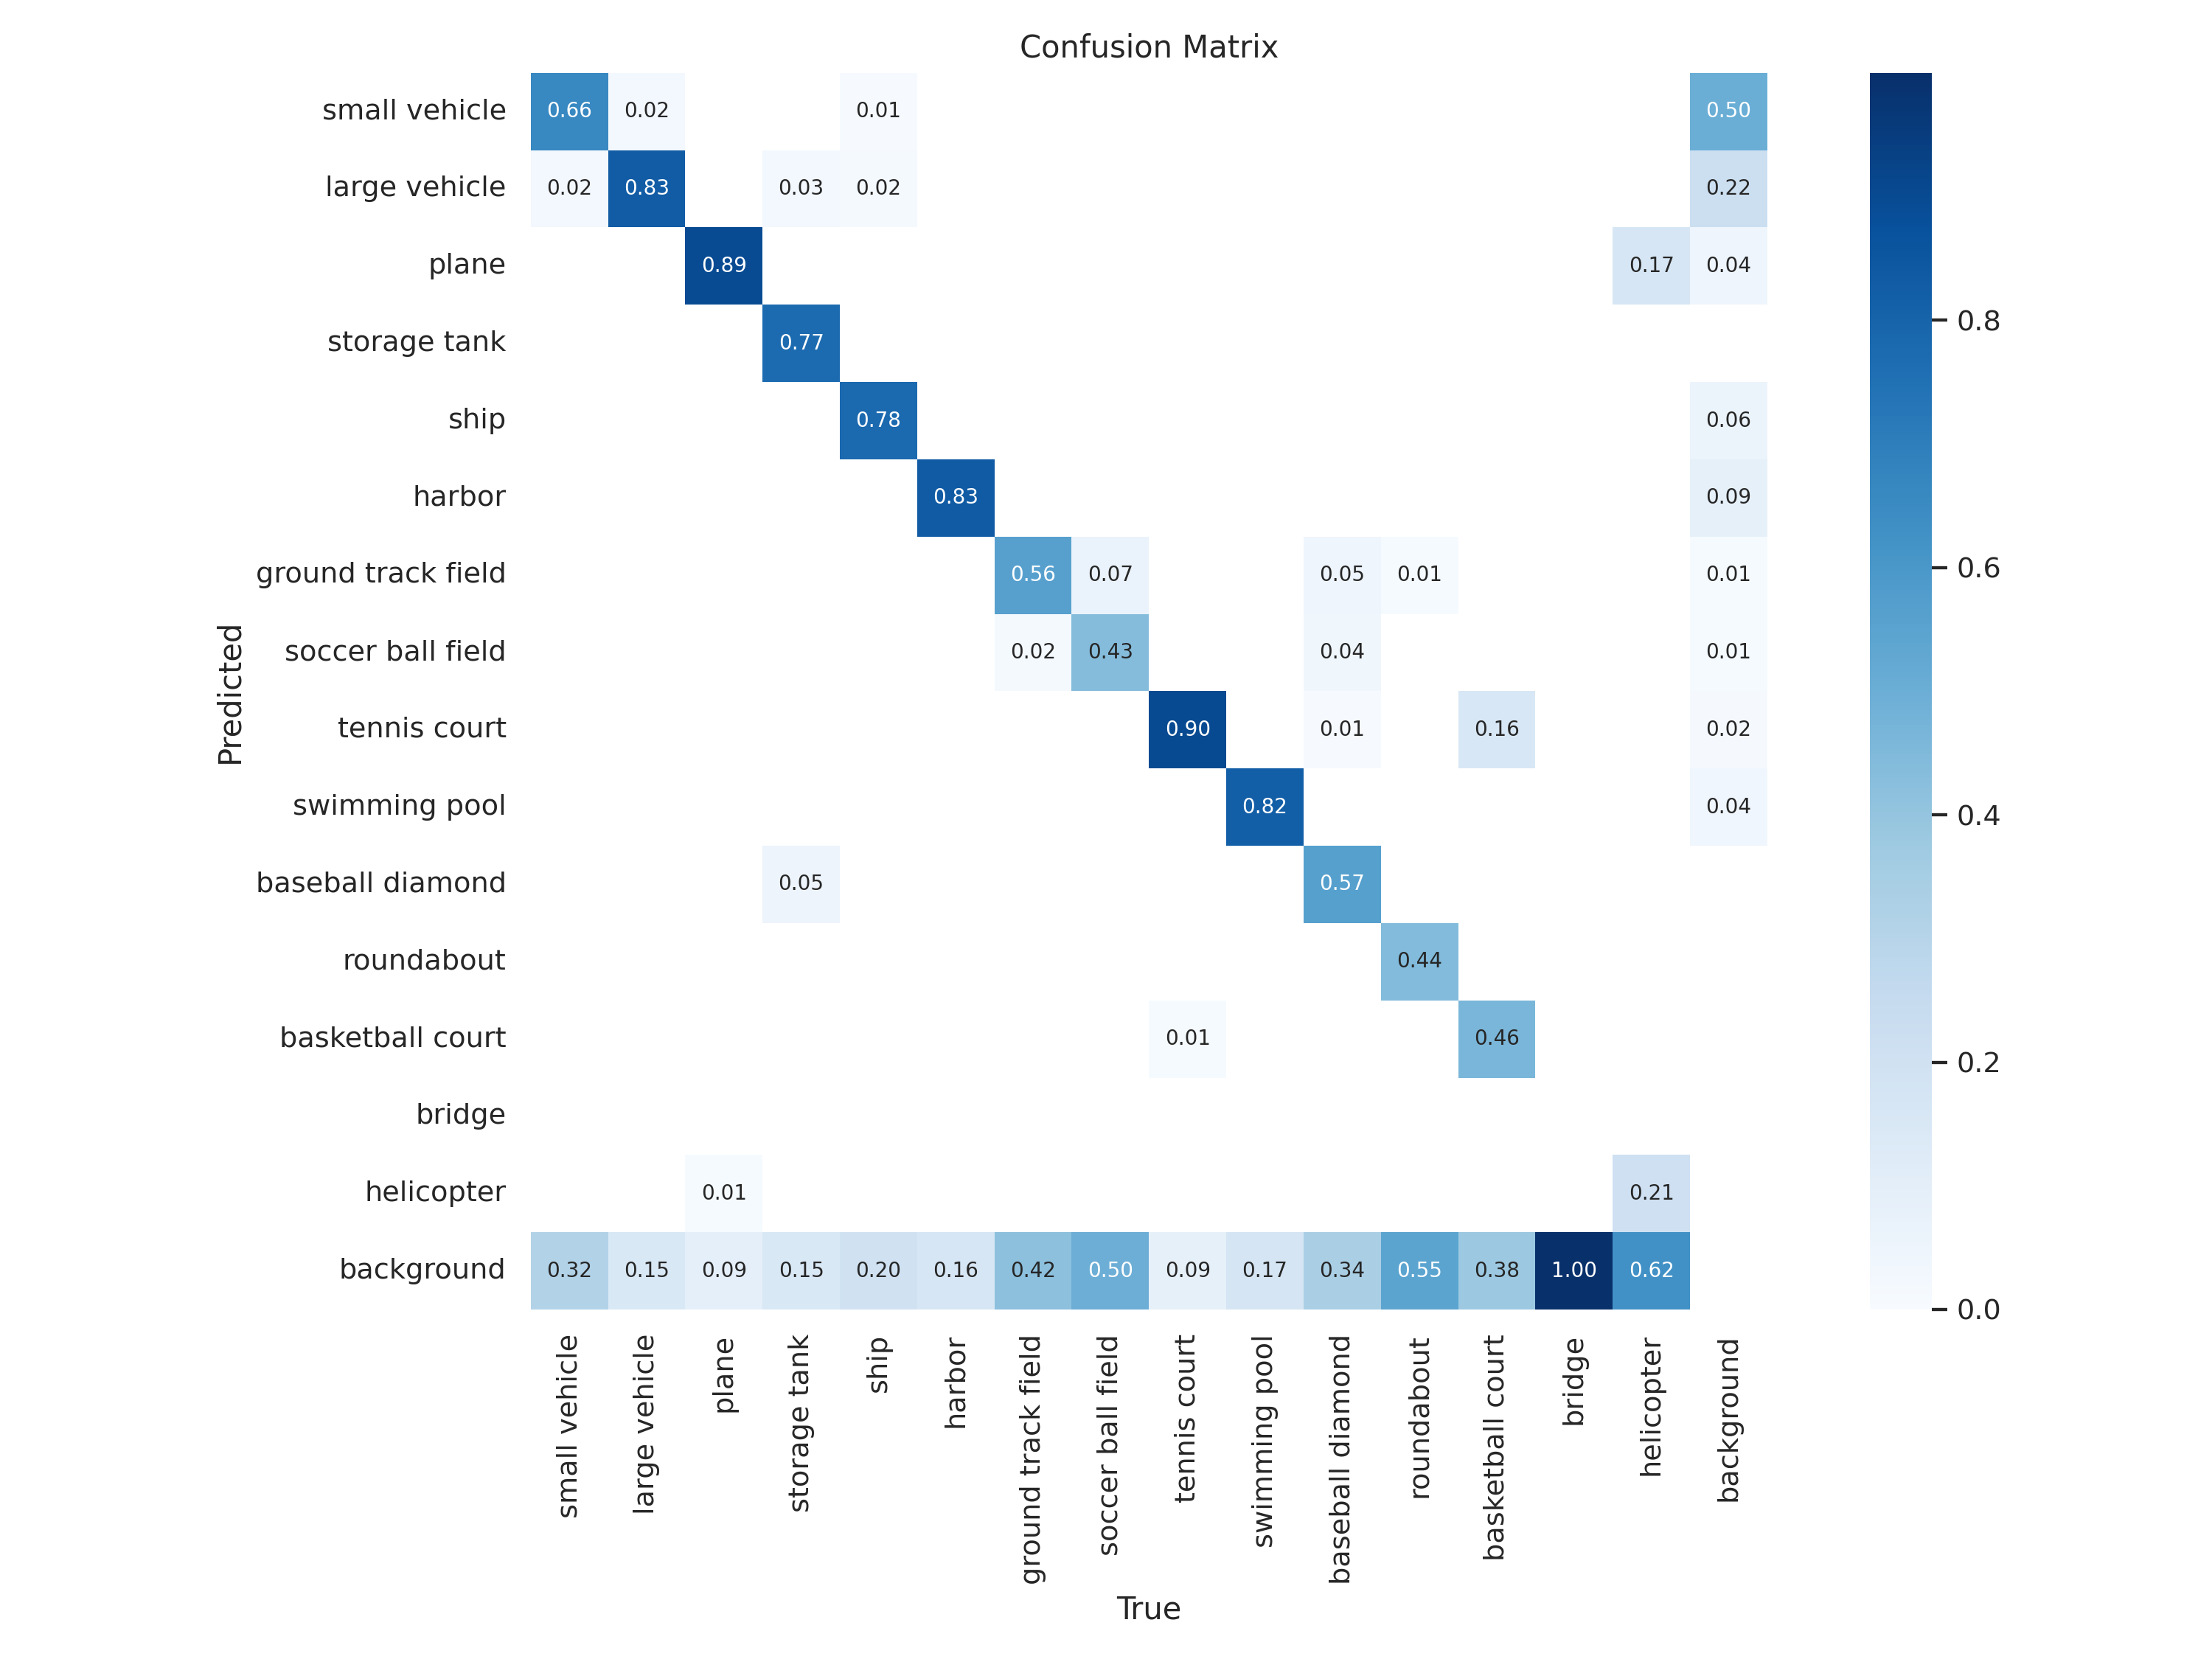 Confusion Matrix
small vehicle 0.66 0.02 0.01 0.50
large vehicle 0.02 0.83 0.03 0.02 0.22
plane 0.89 0.17 0.04
0.8
storage tank 0.77
ship 0.78 0.06
harbor 0.83 0.09
0.6
ground track field 0.56 0.07 0.05 0.01 0.01
soccer ball field 0.02 0.43 0.04 0.01
Predicted
tennis court 0.90 0.01 0.16 0.02
swimming pool 0.82 0.04
0.4
baseball diamond 0.05 0.57
roundabout 0.44
basketball court 0.01 0.46
0.2
bridge
helicopter 0.01 0.21
background 0.32 0.15 0.09 0.15 0.20 0.16 0.42 0.50 0.09 0.17 0.34 0.55 0.38 1.00 0.62
0.0
small vehicle
large vehicle
plane
storage tank
ship
harbor
ground track field
soccer ball field
tennis court
swimming pool
baseball diamond
roundabout
basketball court
bridge
helicopter
background
True